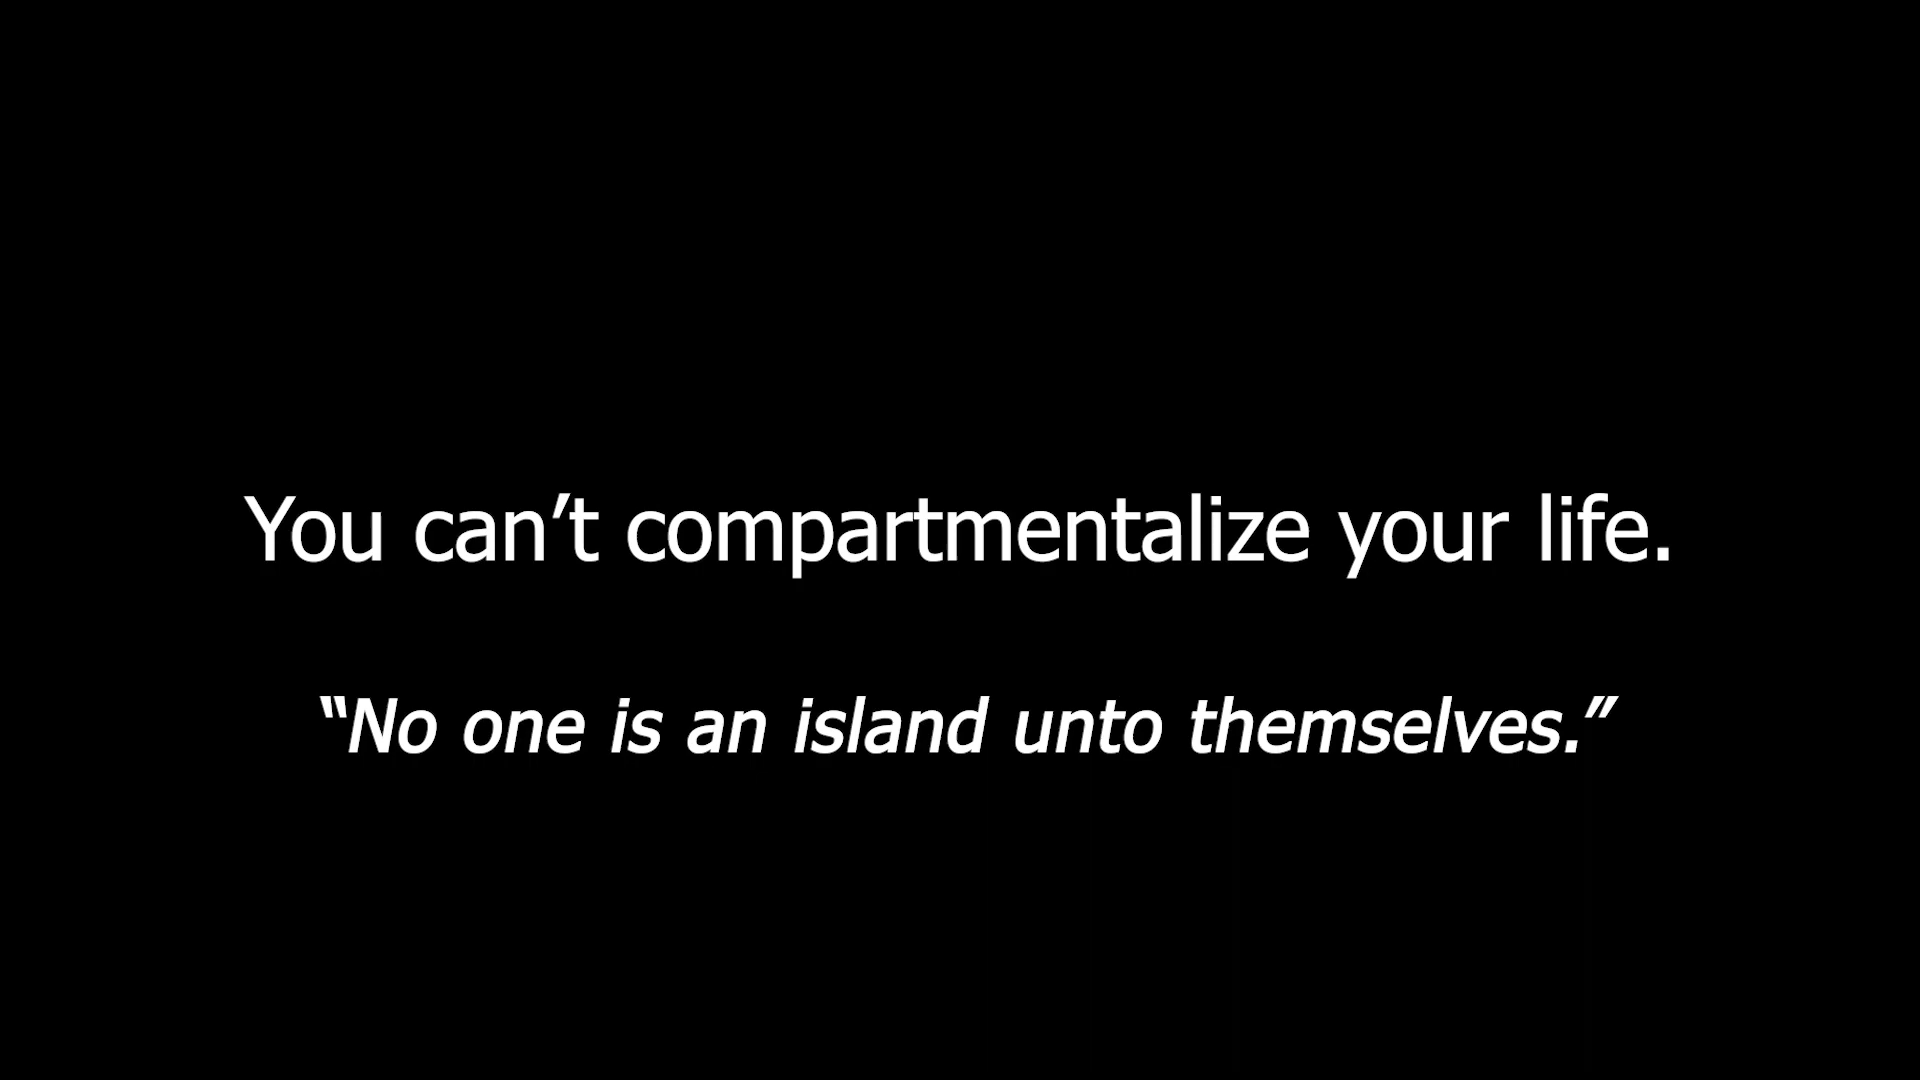 You can’t compartmentalize your life.
“No one is an island unto themselves.”